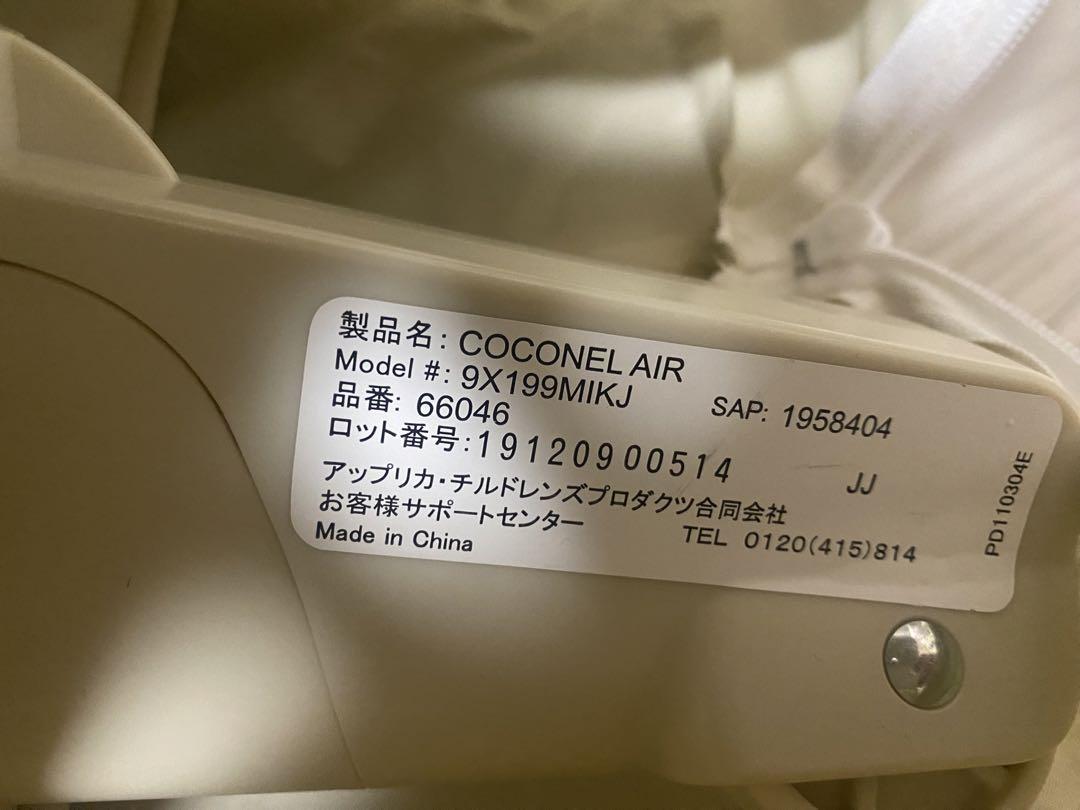 製品名: COCONEL AIR
Model #: 9X199MIKJ
SAP: 1958404
品番: 66046
ロット番号:19120900514
JJ
アップリカ・チルドレンズプロダクツ合同会社
お客様サポートセンター TEL 0120(415)814
Made in China
PD110304E